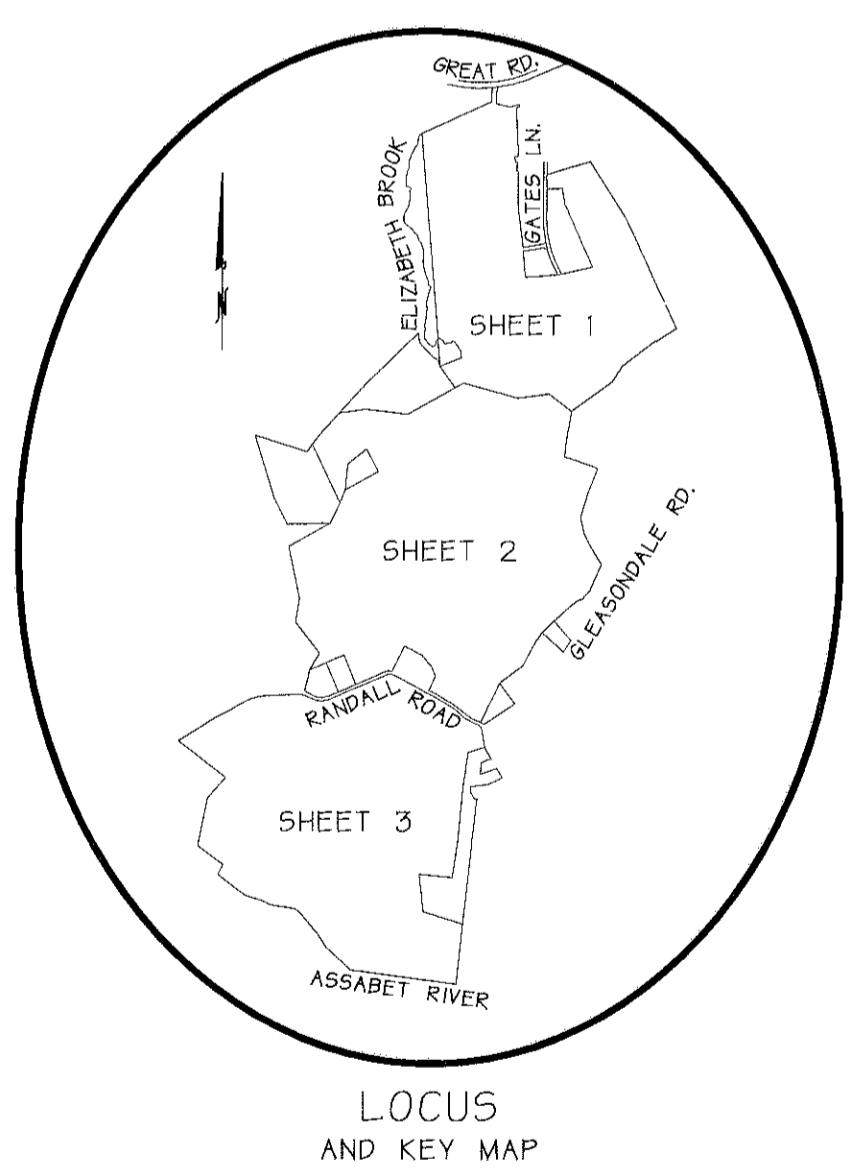 GREAT RD.
GATES LN.
ELIZABETH BROOK
N
SHEET 1
SHEET 2
GLEASONDALE RD.
RANDALL ROAD
SHEET 3
ASSABET RIVER
LOCUS
AND KEY MAP